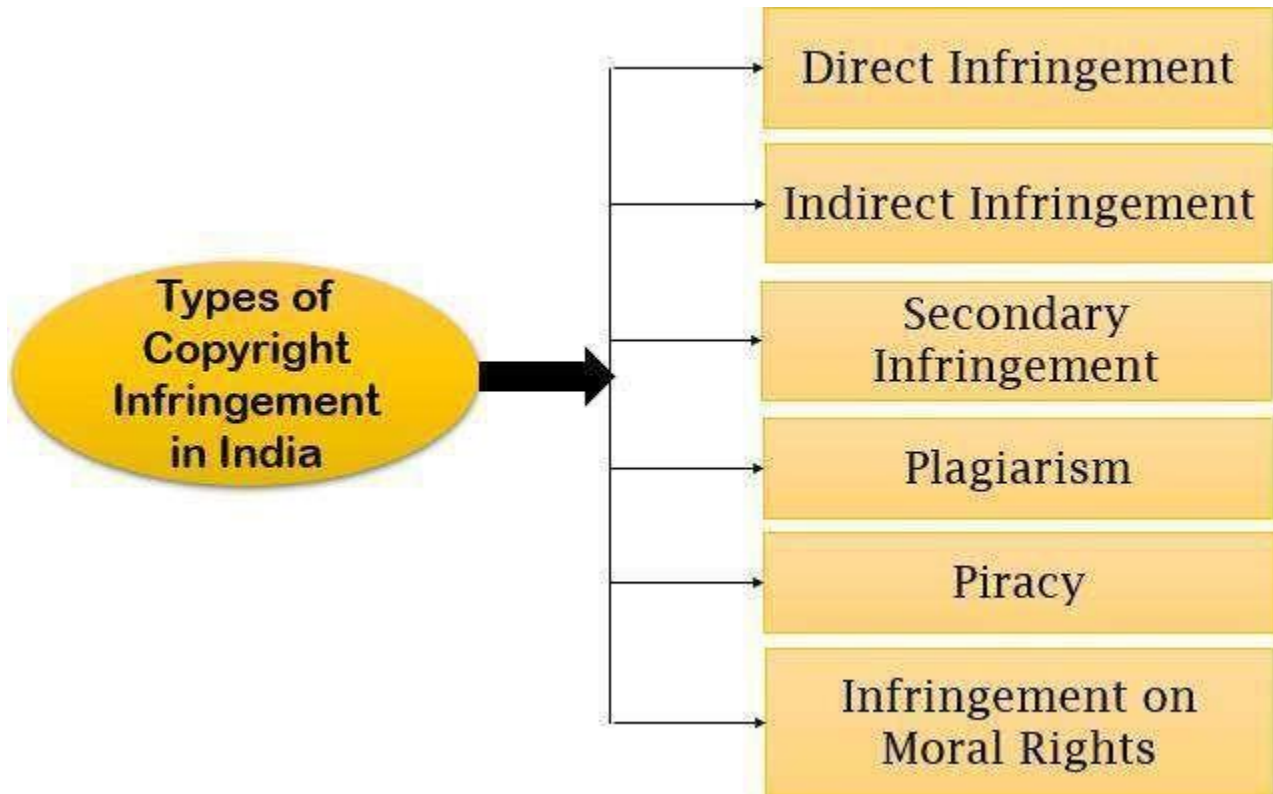 Types of
Copyright
Infringement
in India
Direct Infringement
Indirect Infringement
Secondary
Infringement
Plagiarism
Piracy
Infringement on
Moral Rights